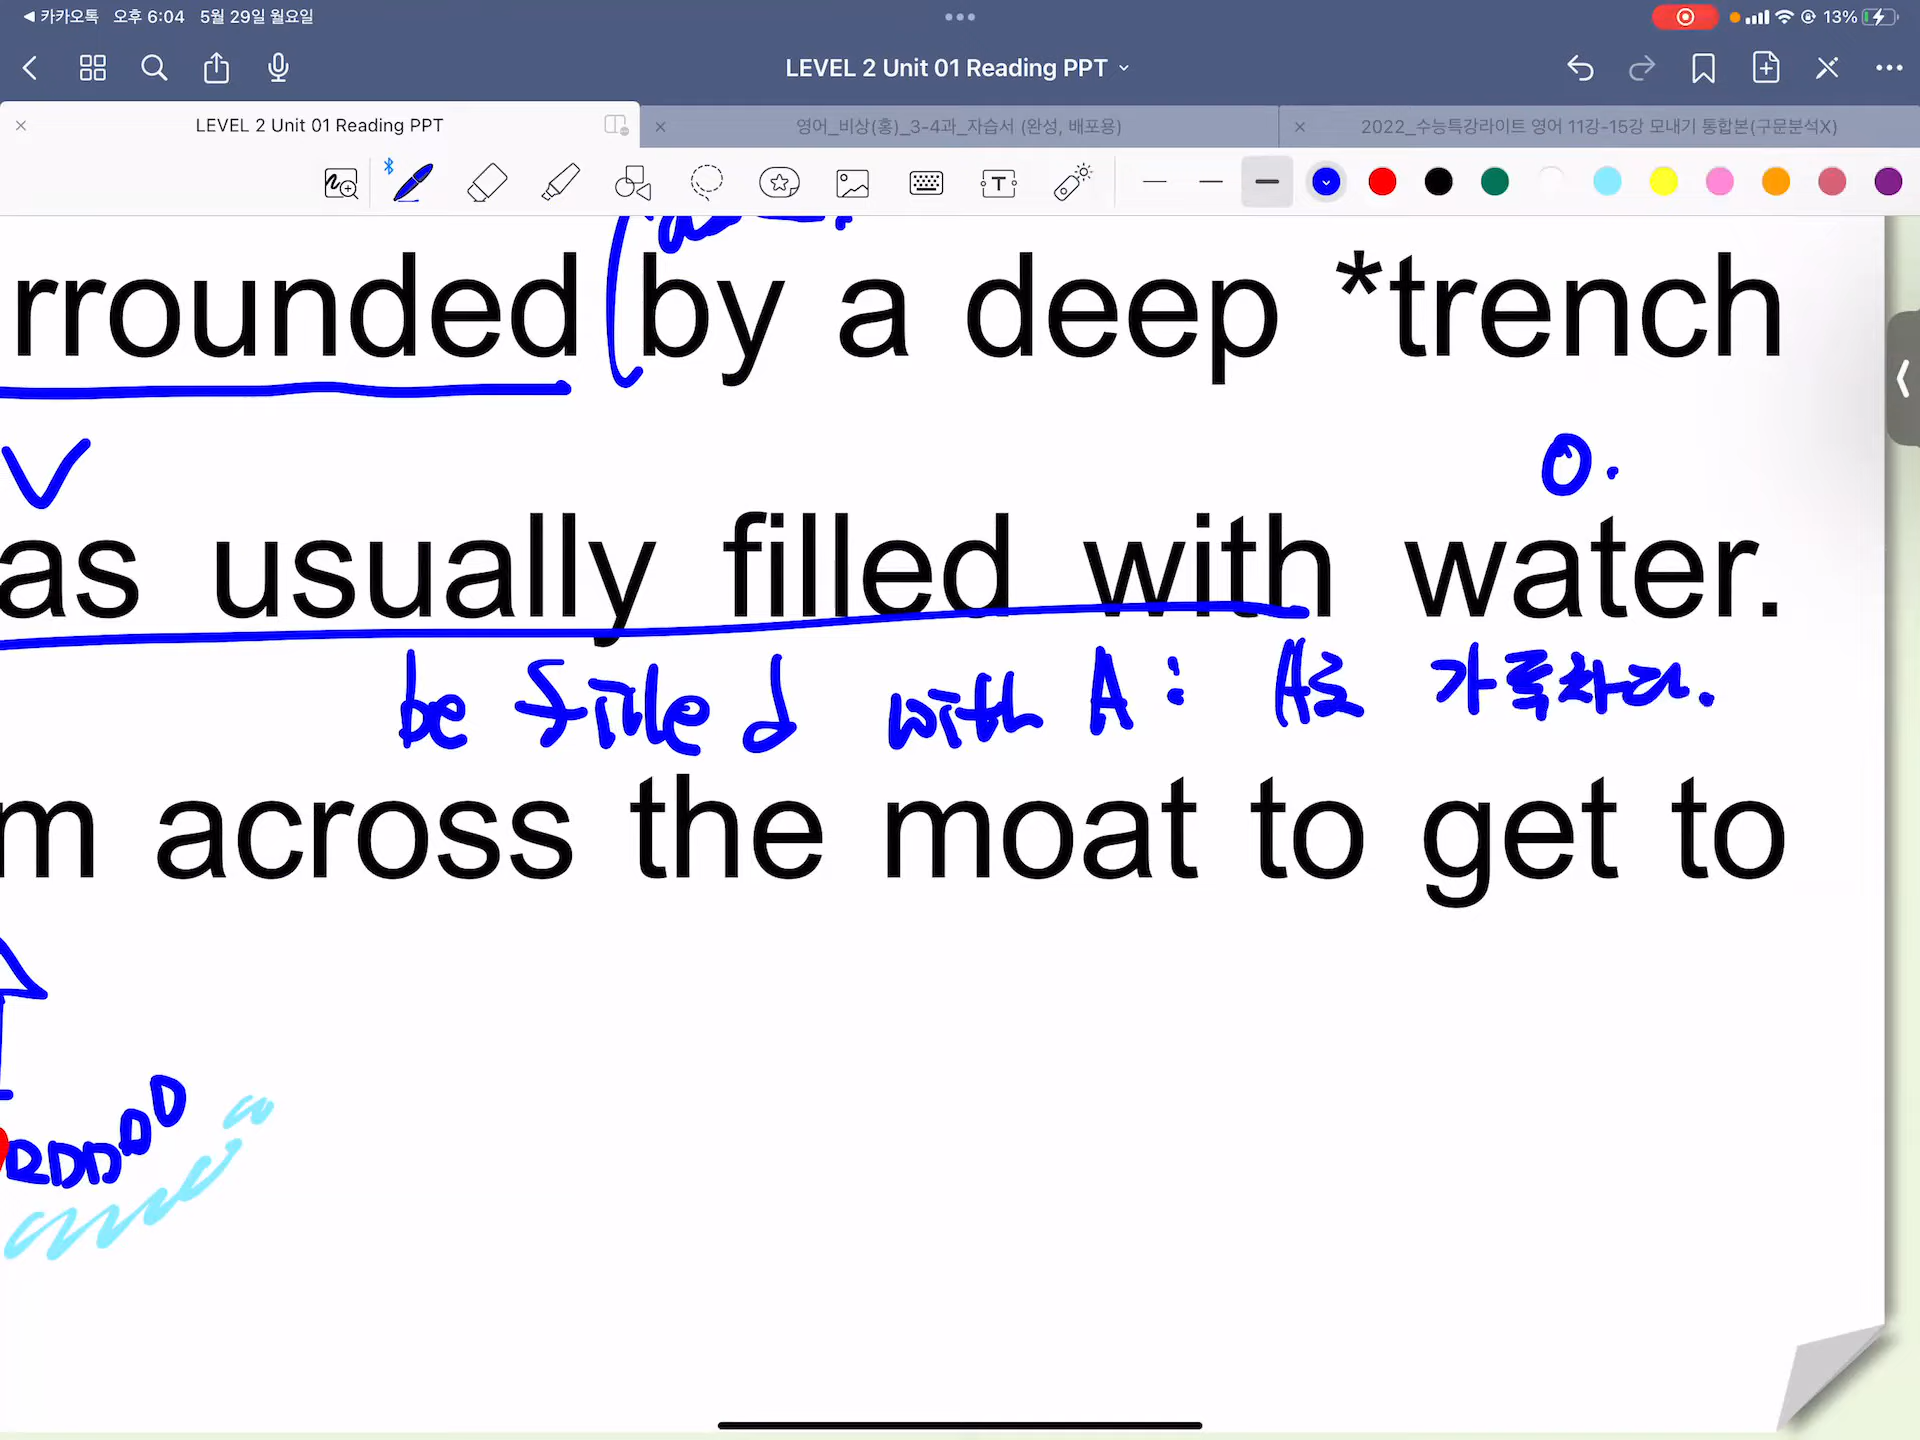 카카오톡 오후 6:04 5월 29일 월요일 13%
LEVEL 2 Unit 01 Reading PPT
LEVEL 2 Unit 01 Reading PPT 영어_비상(홍)_3-4과_자습서 (완성, 배포용) 2022_수능특강라이트 영어 11강-15강 모내기 통합본(구문분석X)
rrounded by a deep *trench
V O.
as usually filled with water.
be filled with A : A로 가득차다.
m across the moat to get to